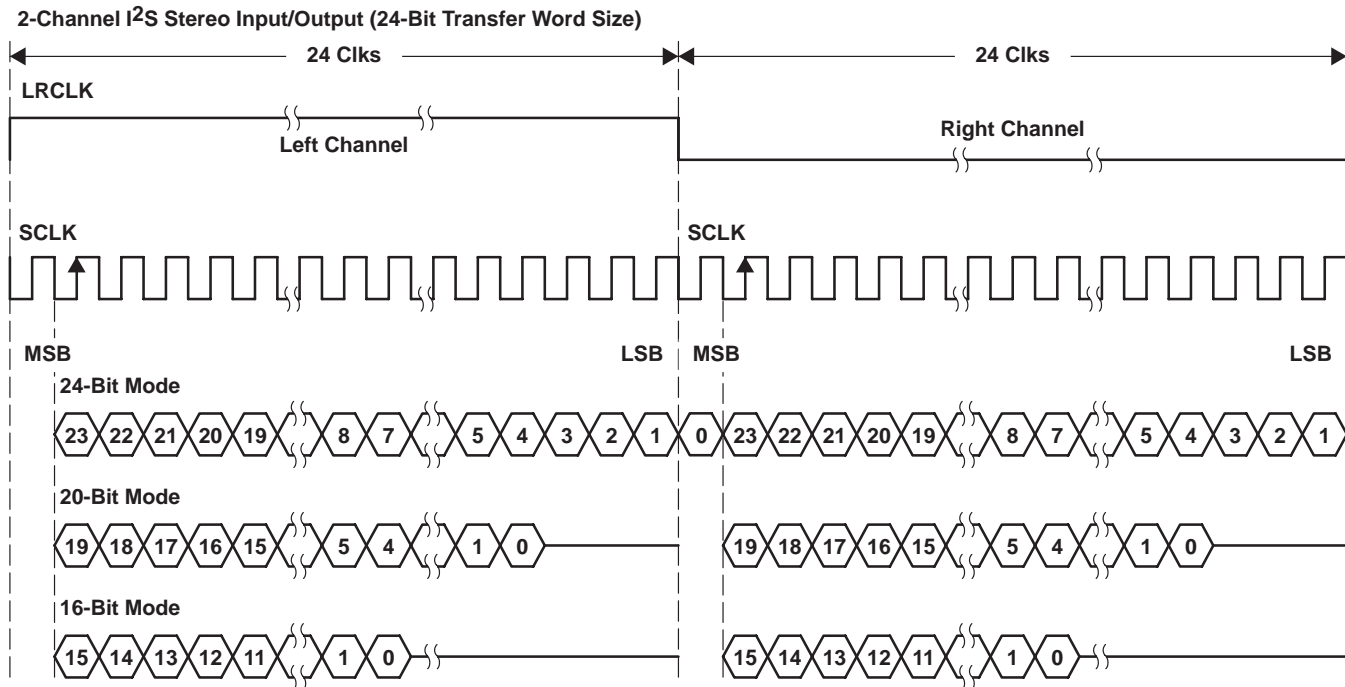 2-Channel I2S Stereo Input/Output (24-Bit Transfer Word Size)
24 Clks 24 Clks
LRCLK
Left Channel Right Channel
SCLK SCLK
MSB LSB MSB LSB
24-Bit Mode
23 22 21 20 19 8 7 5 4 3 2 1 0 23 22 21 20 19 8 7 5 4 3 2 1
20-Bit Mode
19 18 17 16 15 5 4 1 0 19 18 17 16 15 5 4 1 0
16-Bit Mode
15 14 13 12 11 1 0 15 14 13 12 11 1 0